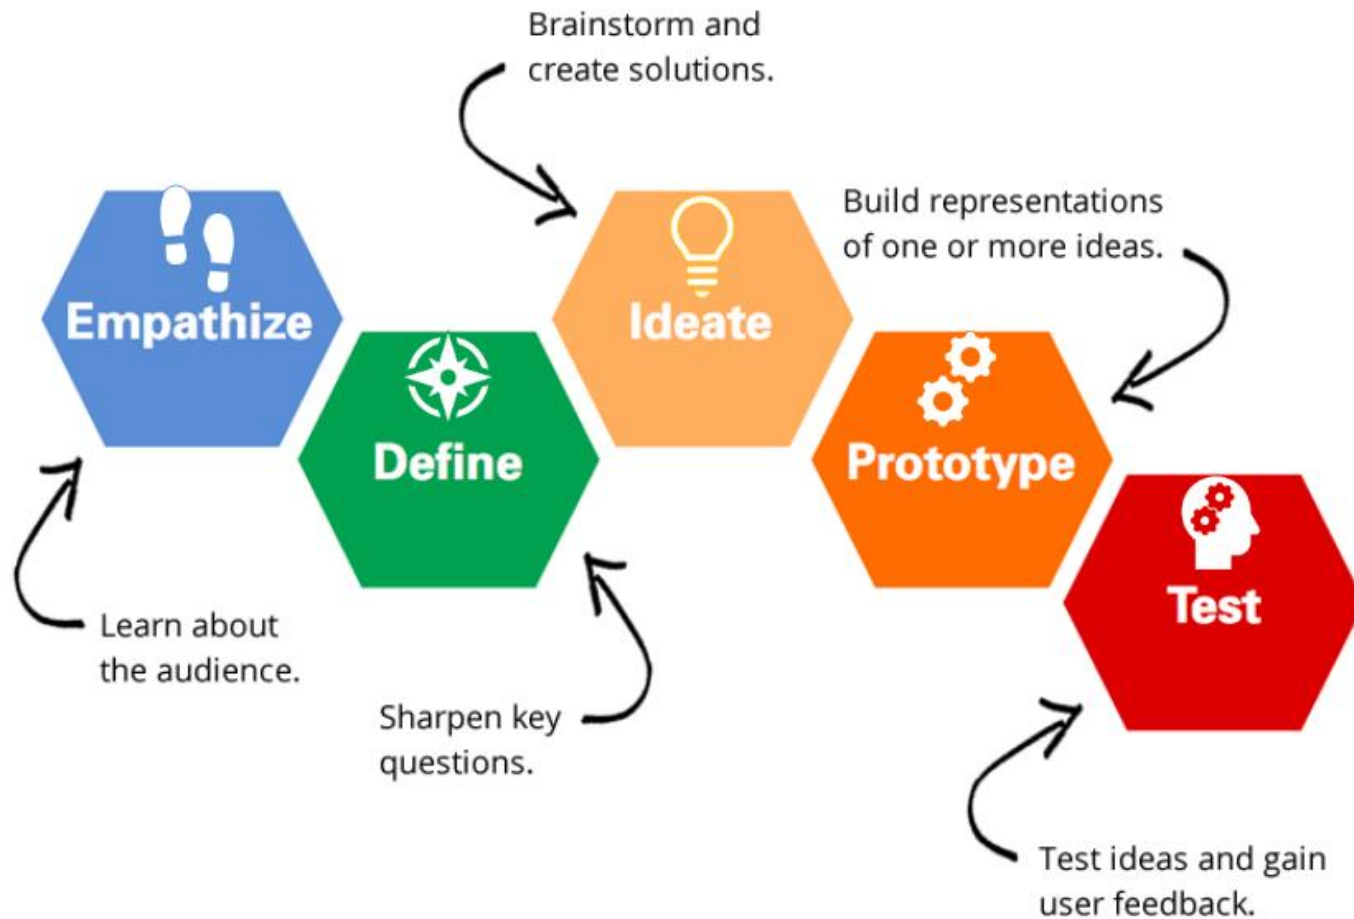 Brainstorm and
create solutions.
Build representations
of one or more ideas.
Empathize
Ideate
Define
Prototype
Test
Learn about
the audience.
Sharpen key
questions.
Test ideas and gain
user feedback.